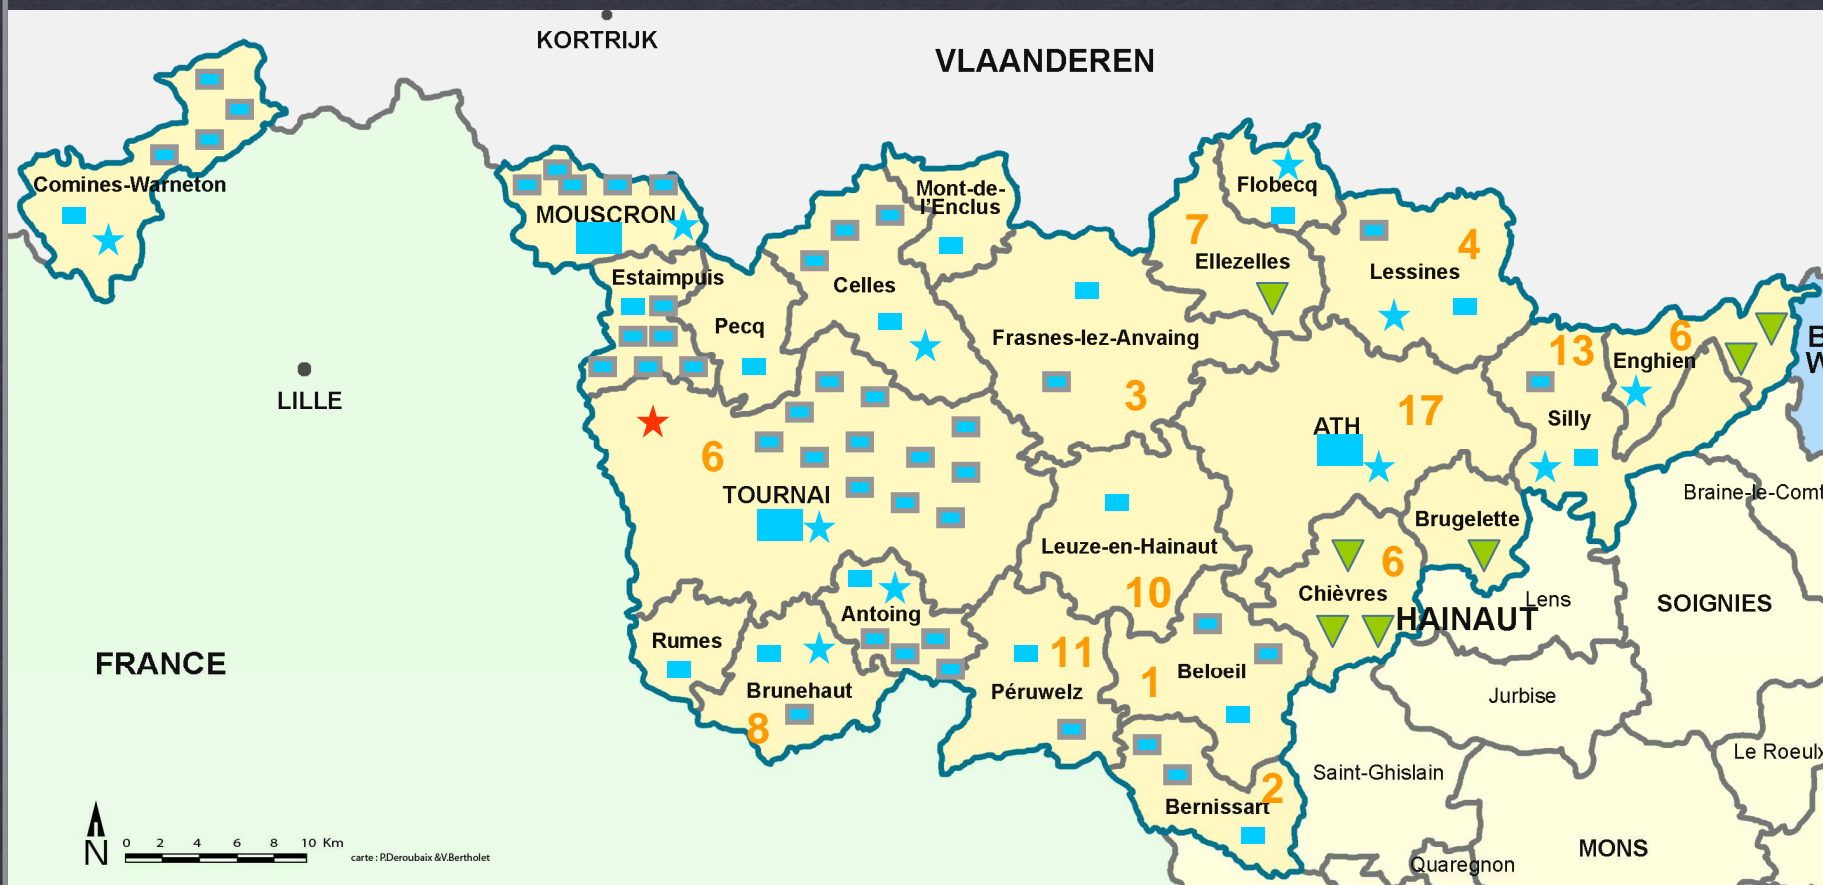 KORTRIJK
VLAANDEREN
Comines-Warneton
MOUSCRON
Mont-de-
l'Enclus
Flobecq
7
4
Estaimpuis
Celles
Ellezelles
Lessines
Pecq
Frasnes-lez-Anvaing
13
6
Enghien
B
W
LILLE
3
17
Silly
ATH
6
TOURNAI
Braine-le-Comt
Brugelette
Leuze-en-Hainaut
6
10
Chièvres
Lens
SOIGNIES
HAINAUT
Antoing
Rumes
FRANCE
11
Beloeil
1
Brunehaut
Péruwelz
Jurbise
8
Le Roeulx
Saint-Ghislain
2
Bernissart
MONS
Quaregnon
N
0 2 4 6 8 10 Km
carte : P.Deroubaix &V.Bertholet